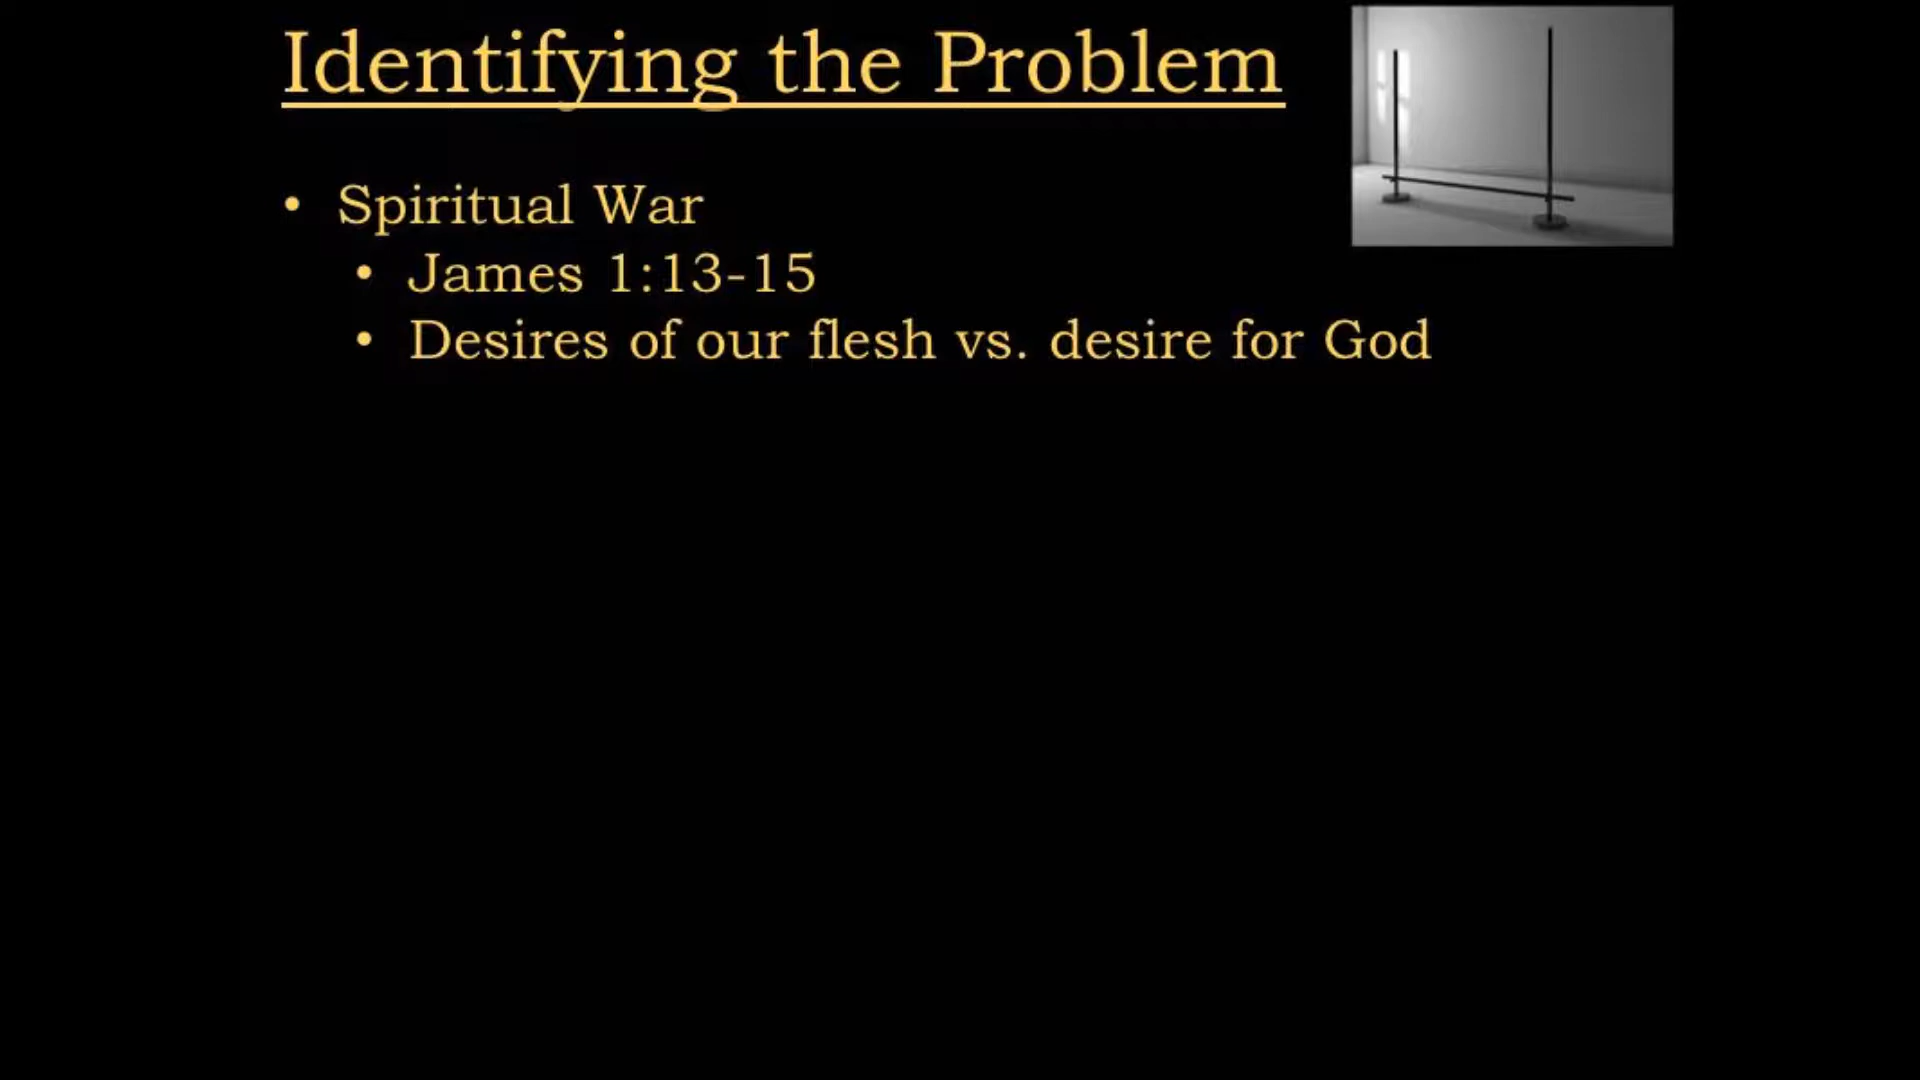 Identifying the Problem
• Spiritual War
• James 1:13-15
• Desires of our flesh vs. desire for God